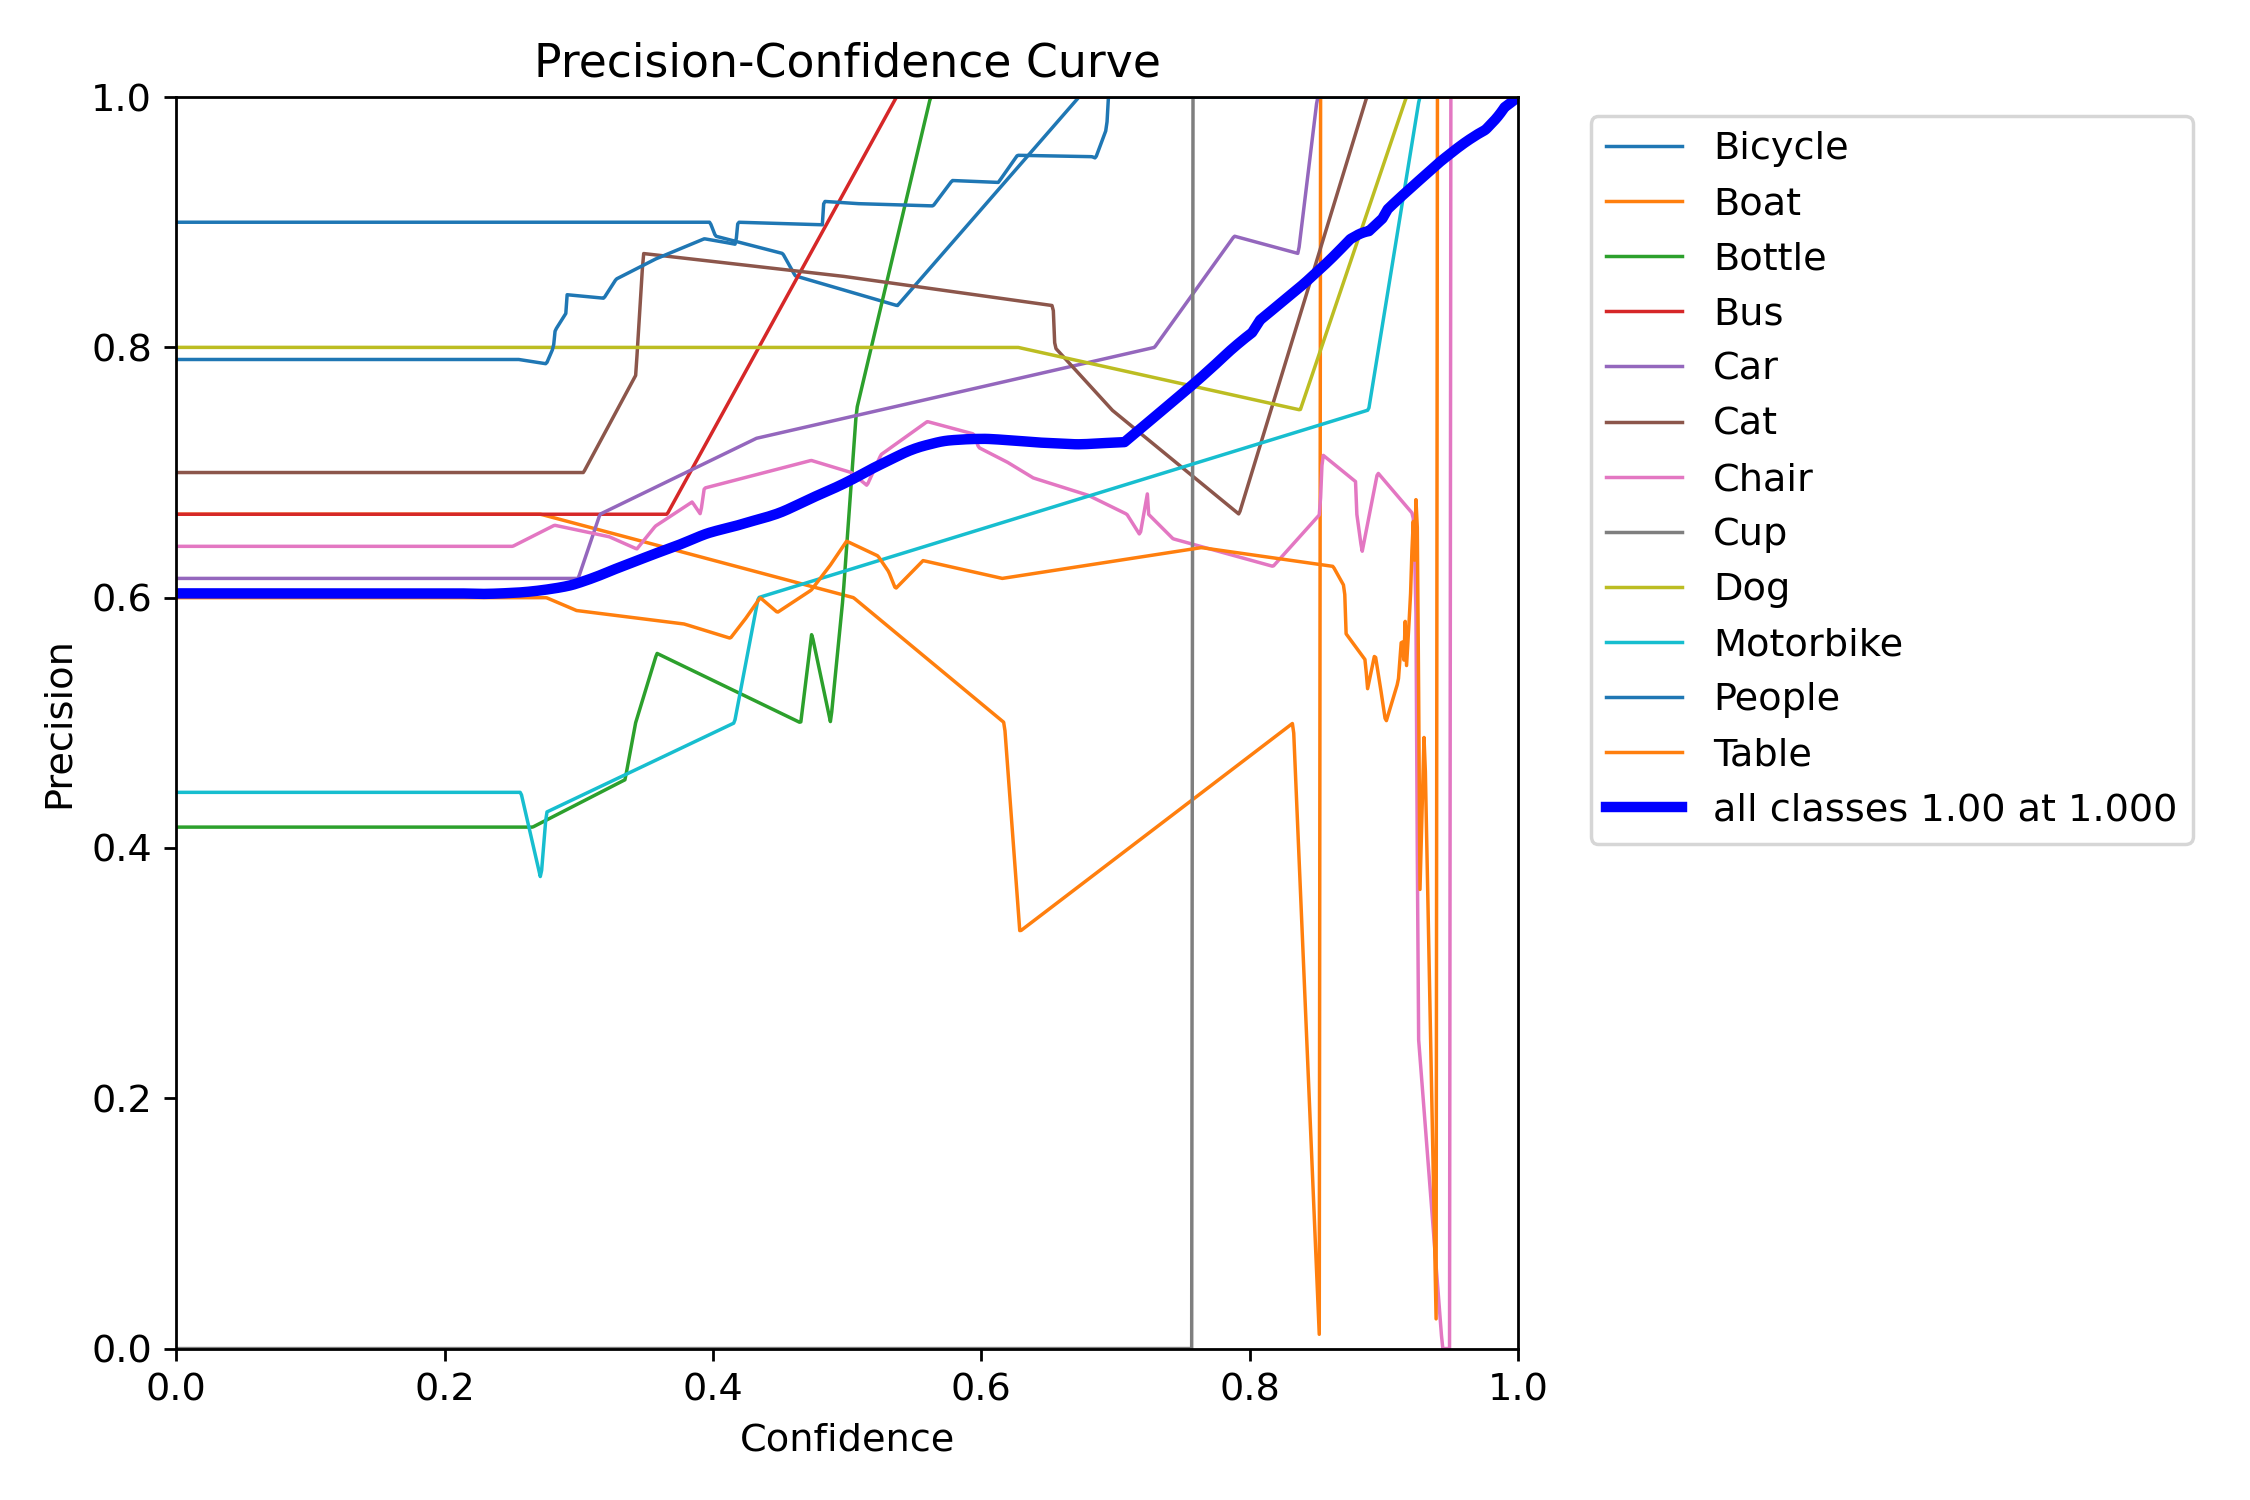 Precision-Confidence Curve
1.0
0.8
0.6
0.4
0.2
0.0
Precision
0.0 0.2 0.4 0.6 0.8 1.0
Confidence
Bicycle
Boat
Bottle
Bus
Car
Cat
Chair
Cup
Dog
Motorbike
People
Table
all classes 1.00 at 1.000